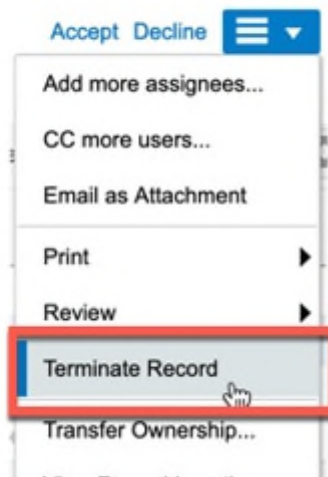 Accept Decline
Add more assignees...
CC more users...
Email as Attachment
Print
Review
Terminate Record
Transfer Ownership...